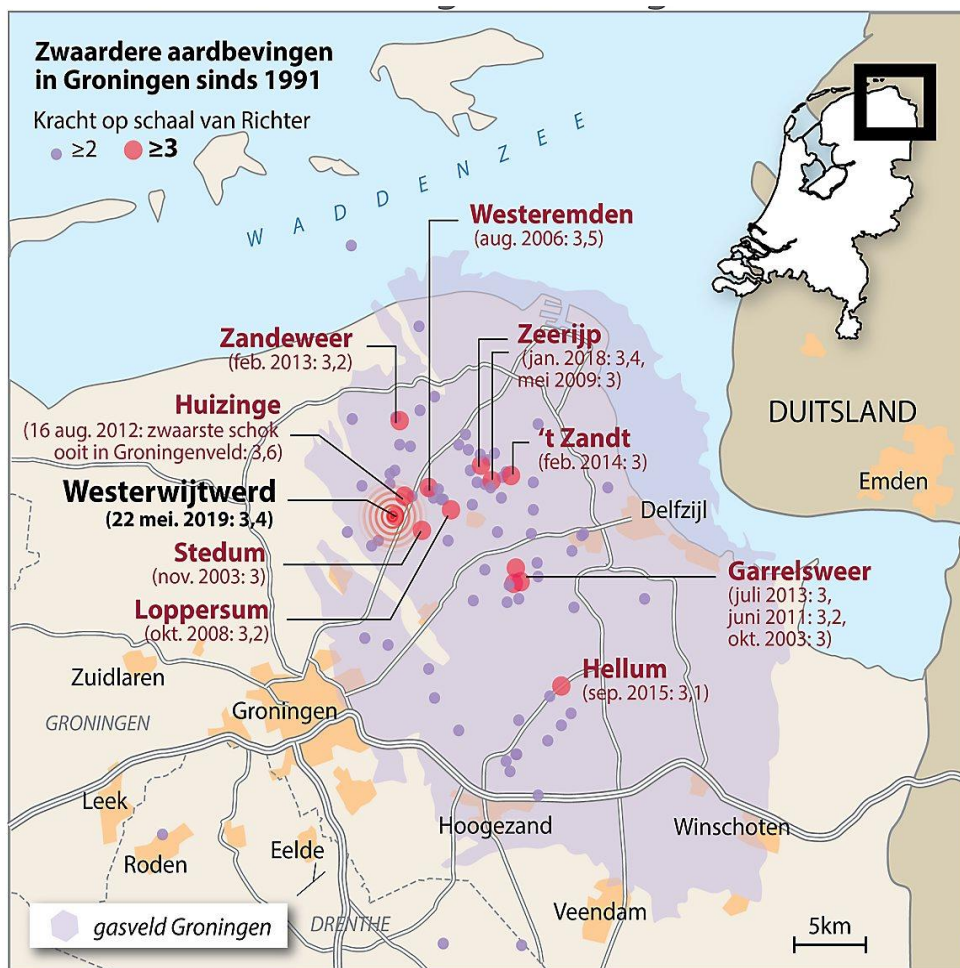 Zwaardere aardbevingen
in Groningen sinds 1991
Kracht op schaal van Richter
≥2 ≥3
WADDENZEE
Westeremden
(aug. 2006: 3,5)
Zandeweer
(feb. 2013: 3,2)
Zeerijp
(jan. 2018: 3,4,
mei 2009: 3)
Huizinge
(16 aug. 2012: zwaarste schok
ooit in Groningenveld: 3,6)
't Zandt
(feb. 2014: 3)
DUITSLAND
Emden
Westerwijtwerd
(22 mei. 2019: 3,4)
Delfzijl
Stedum
(nov. 2003: 3)
Garrelsweer
(juli 2013: 3,
juni 2011: 3,2,
okt. 2003: 3)
Loppersum
(okt. 2008: 3,2)
Zuidlaren
Hellum
(sep. 2015: 3,1)
GRONINGEN
Groningen
Leek
Hoogezand
Winschoten
Roden
Eelde
Veendam
DRENTHE
gasveld Groningen
5km